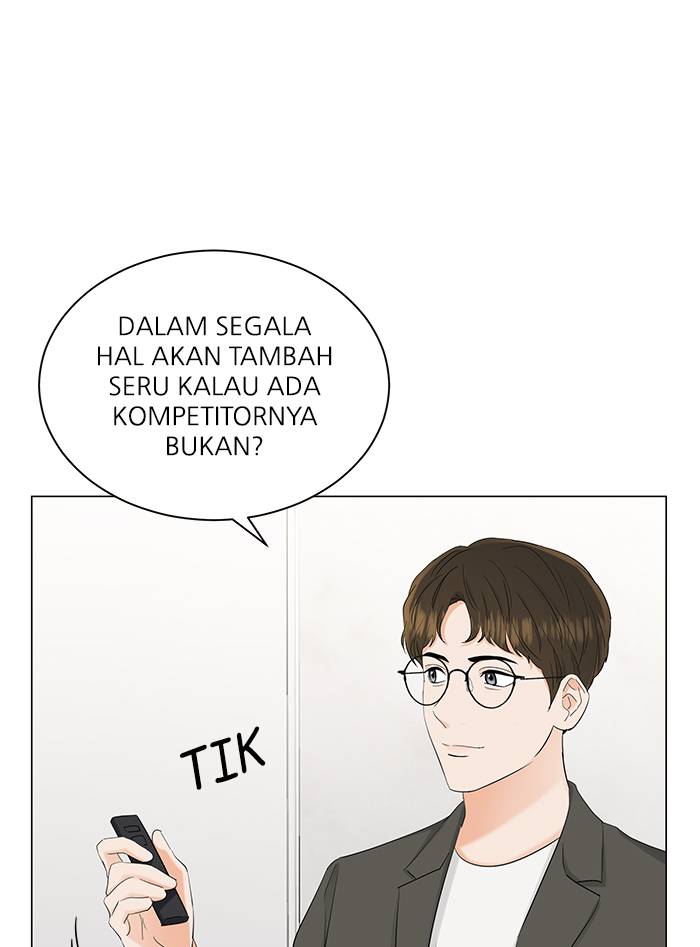 DALAM SEGALA
HAL AKAN TAMBAH
SERU KALAU ADA
KOMPETITORNYA
BUKAN?
TIK